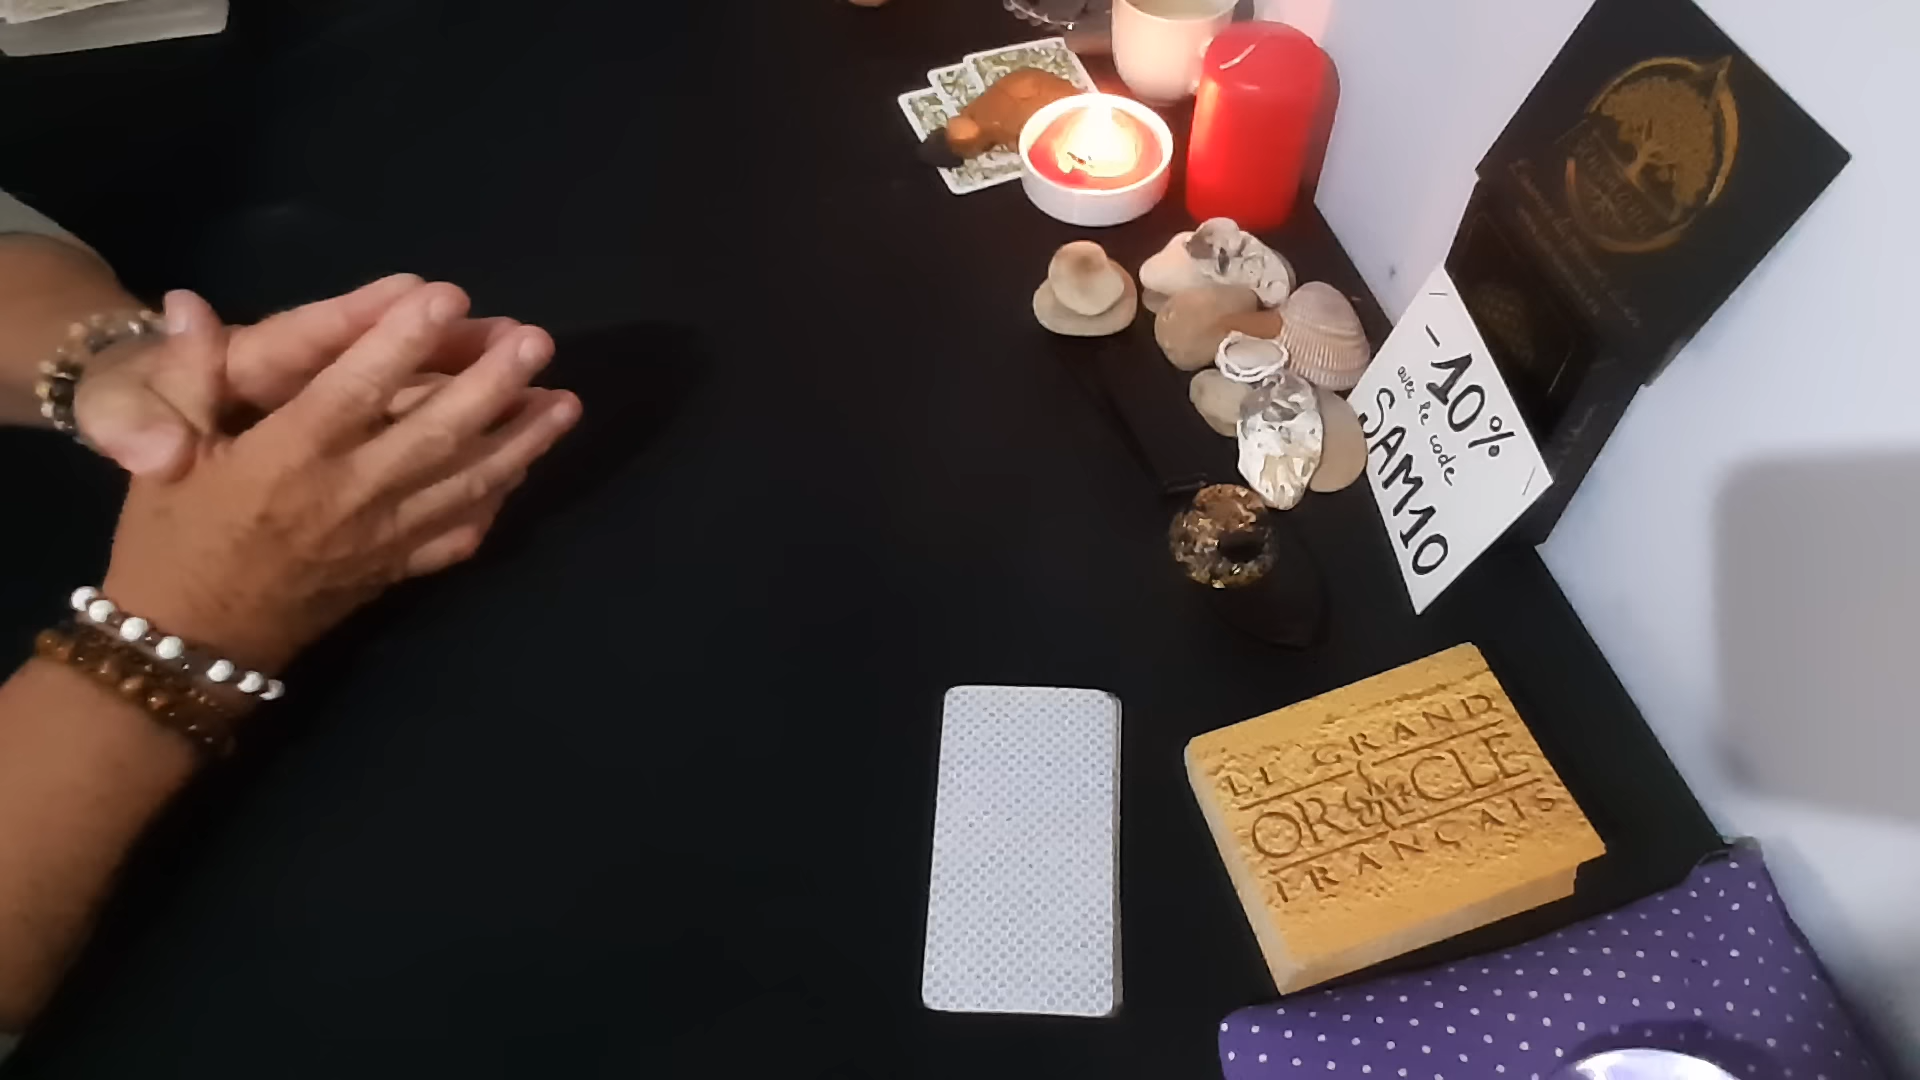 -10%
avec le code
SAM10
LE GRAND
ORACLE
FRANÇAIS